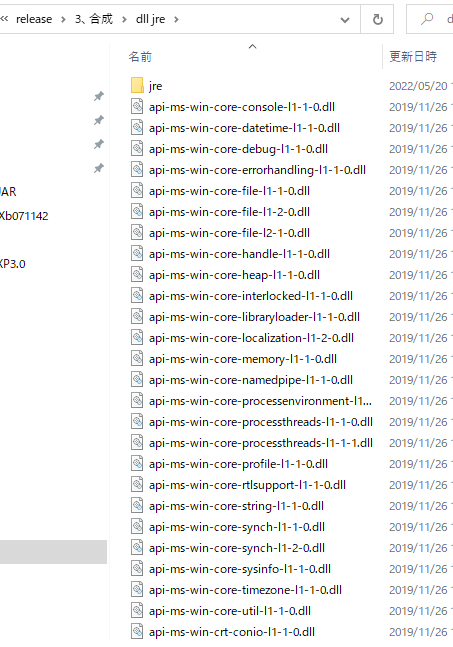 release > 3、合成 > dll jre >
名前 更新日時
jre 2022/05/20
api-ms-win-core-console-l1-1-0.dll 2019/11/26
api-ms-win-core-datetime-l1-1-0.dll 2019/11/26
api-ms-win-core-debug-l1-1-0.dll 2019/11/26
api-ms-win-core-errorhandling-l1-1-0.dll 2019/11/26
api-ms-win-core-file-l1-1-0.dll 2019/11/26
api-ms-win-core-file-l1-2-0.dll 2019/11/26
api-ms-win-core-file-l2-1-0.dll 2019/11/26
api-ms-win-core-handle-l1-1-0.dll 2019/11/26
api-ms-win-core-heap-l1-1-0.dll 2019/11/26
api-ms-win-core-interlocked-l1-1-0.dll 2019/11/26
api-ms-win-core-libraryloader-l1-1-0.dll 2019/11/26
api-ms-win-core-localization-l1-2-0.dll 2019/11/26
api-ms-win-core-memory-l1-1-0.dll 2019/11/26
api-ms-win-core-namedpipe-l1-1-0.dll 2019/11/26
api-ms-win-core-processenvironment-l1... 2019/11/26
api-ms-win-core-processthreads-l1-1-0.dll 2019/11/26
api-ms-win-core-processthreads-l1-1-1.dll 2019/11/26
api-ms-win-core-profile-l1-1-0.dll 2019/11/26
api-ms-win-core-rtlsupport-l1-1-0.dll 2019/11/26
api-ms-win-core-string-l1-1-0.dll 2019/11/26
api-ms-win-core-synch-l1-1-0.dll 2019/11/26
api-ms-win-core-synch-l1-2-0.dll 2019/11/26
api-ms-win-core-sysinfo-l1-1-0.dll 2019/11/26
api-ms-win-core-timezone-l1-1-0.dll 2019/11/26
api-ms-win-core-util-l1-1-0.dll 2019/11/26
api-ms-win-crt-conio-l1-1-0.dll 2019/11/26
Xb071142
XP3.0